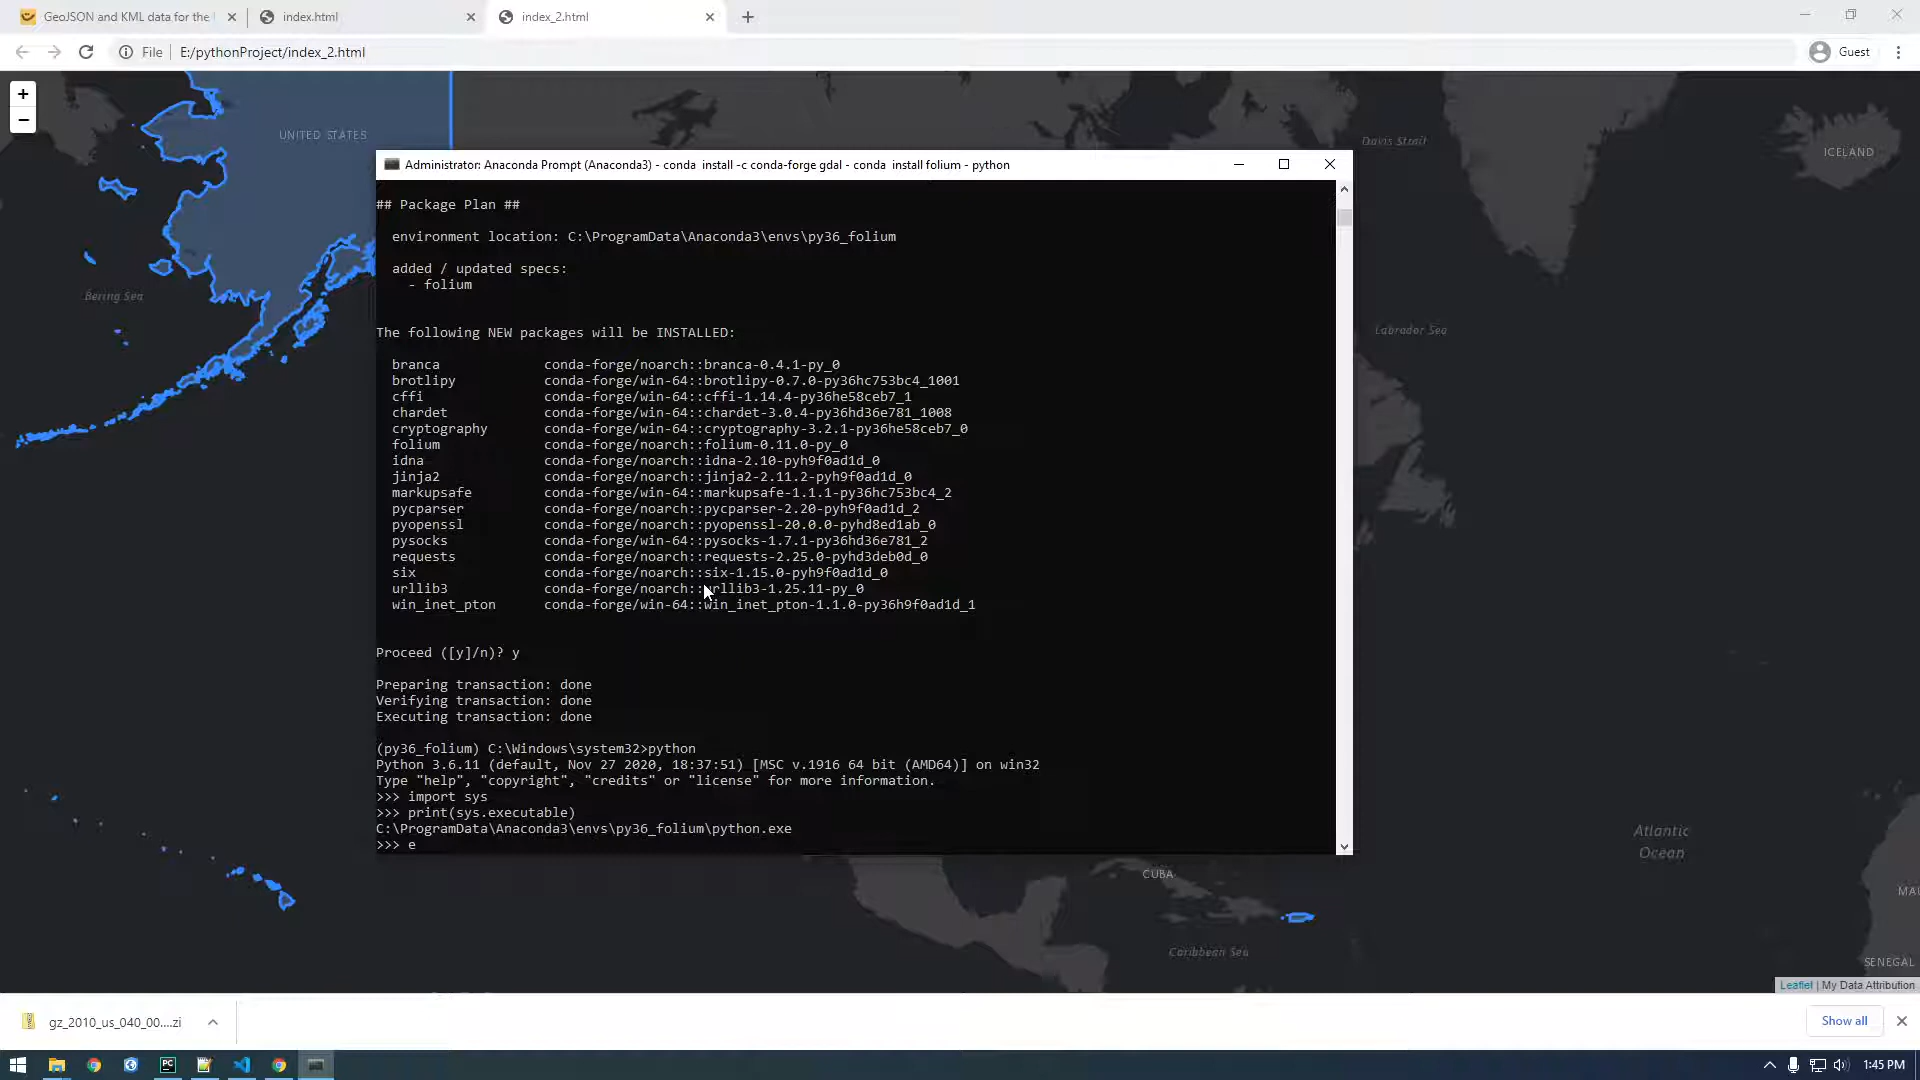 GeoJSON and KML data for the
index.html
index_2.html
File
E:/pythonProject/index_2.html
Guest
+
−
UNITED STATES
Bering Sea
Davis Strait
ICELAND
Labrador Sea
Atlantic
Ocean
CUBA
Caribbean Sea
MAU
SENEGAL
Leaflet | My Data Attribution
Administrator: Anaconda Prompt (Anaconda3) - conda  install -c conda-forge gdal - conda  install folium - python
## Package Plan ##
environment location: C:\ProgramData\Anaconda3\envs\py36_folium
added / updated specs:
- folium
The following NEW packages will be INSTALLED:
branca conda-forge/noarch::branca-0.4.1-py_0
brotlipy conda-forge/win-64::brotlipy-0.7.0-py36hc753bc4_1001
cffi conda-forge/win-64::cffi-1.14.4-py36he58ceb7_1
chardet conda-forge/win-64::chardet-3.0.4-py36hd36e781_1008
cryptography conda-forge/win-64::cryptography-3.2.1-py36he58ceb7_0
folium conda-forge/noarch::folium-0.11.0-py_0
idna conda-forge/noarch::idna-2.10-pyh9f0ad1d_0
jinja2 conda-forge/noarch::jinja2-2.11.2-pyh9f0ad1d_0
markupsafe conda-forge/win-64::markupsafe-1.1.1-py36hc753bc4_2
pycparser conda-forge/noarch::pycparser-2.20-pyh9f0ad1d_2
pyopenssl conda-forge/noarch::pyopenssl-20.0.0-pyhd8ed1ab_0
pysocks conda-forge/win-64::pysocks-1.7.1-py36hd36e781_2
requests conda-forge/noarch::requests-2.25.0-pyhd3deb0d_0
six conda-forge/noarch::six-1.15.0-pyh9f0ad1d_0
urllib3 conda-forge/noarch::urllib3-1.25.11-py_0
win_inet_pton conda-forge/win-64::win_inet_pton-1.1.0-py36h9f0ad1d_1
Proceed ([y]/n)? y
Preparing transaction: done
Verifying transaction: done
Executing transaction: done
(py36_folium) C:\Windows\system32>python
Python 3.6.11 (default, Nov 27 2020, 18:37:51) [MSC v.1916 64 bit (AMD64)] on win32
Type "help", "copyright", "credits" or "license" for more information.
>>> import sys
>>> print(sys.executable)
C:\ProgramData\Anaconda3\envs\py36_folium\python.exe
>>> e
gz_2010_us_040_00....zi
Show all
PC
1:45 PM